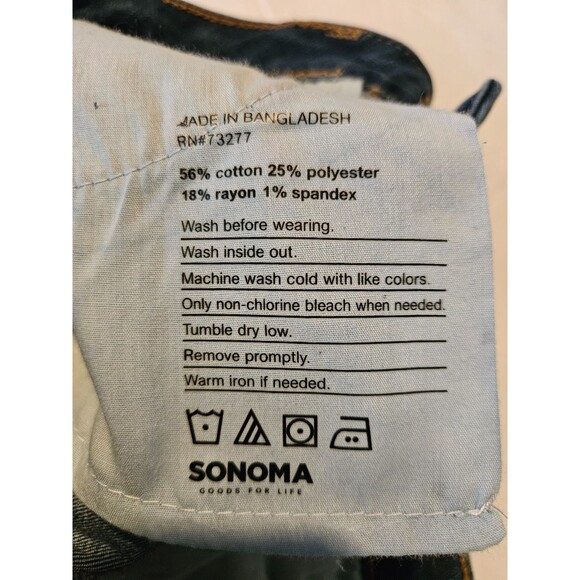 MADE IN BANGLADESH
RN#73277
56% cotton 25% polyester
18% rayon 1% spandex
Wash before wearing.
Wash inside out.
Machine wash cold with like colors.
Only non-chlorine bleach when needed.
Tumble dry low.
Remove promptly.
Warm iron if needed.
SONOMA
GOODS FOR LIFE